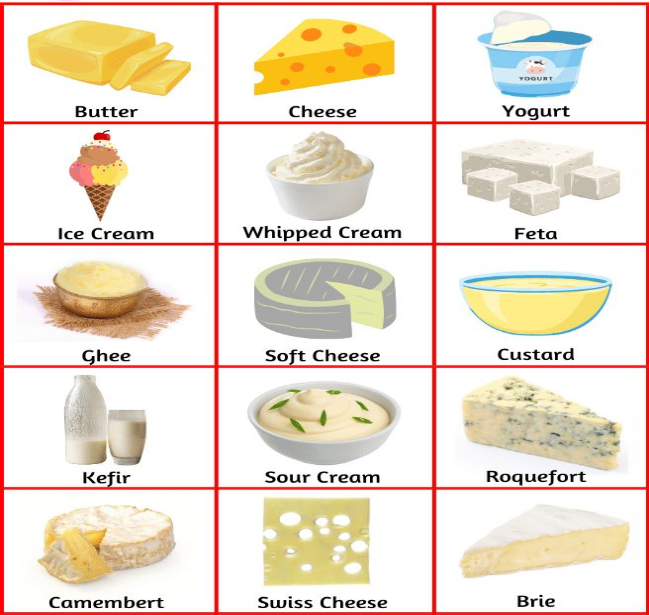 Butter
Cheese
YOGURT
Yogurt
Ice Cream
Whipped Cream
Feta
Ghee
Soft Cheese
Custard
Kefir
Sour Cream
Roquefort
Camembert
Swiss Cheese
Brie